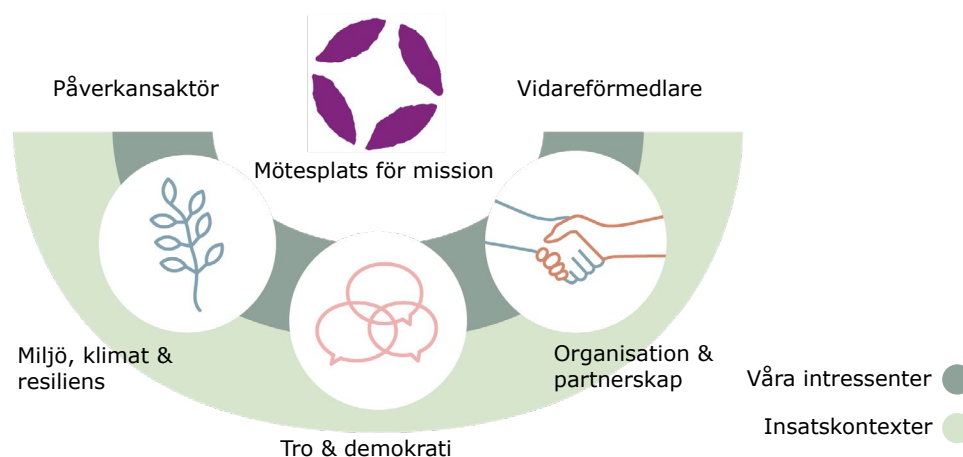 Påverkansaktör
Vidareförmedlare
Mötesplats för mission
Miljö, klimat &
resiliens
Organisation &
partnerskap
Tro & demokrati
Våra intressenter
Insatskontexter